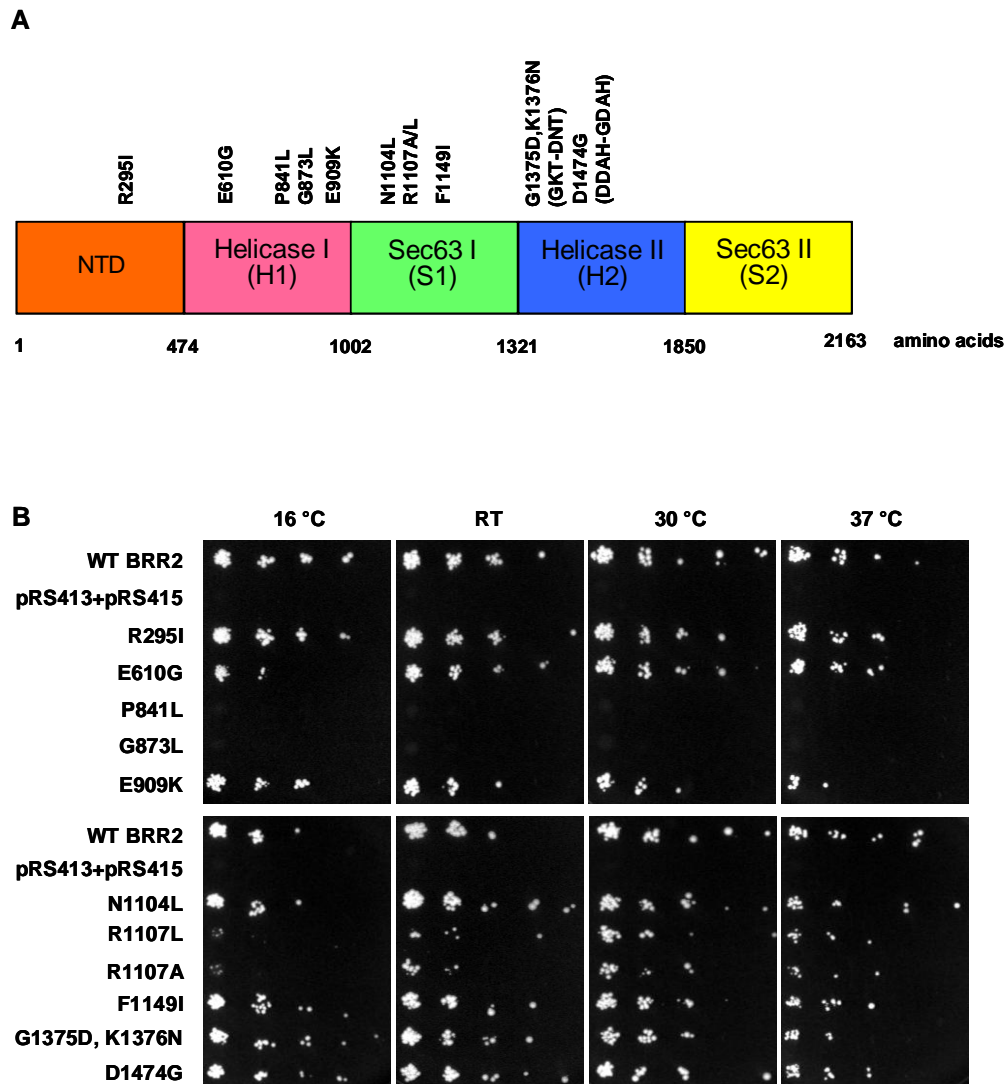 A
R295I
E610G
P841L
G873L
E909K
N1104L
R1107A/L
F1149I
G1375D,K1376N
(GKT-DNT)
D1474G
(DDAH-GDAH)
NTD
Helicase I
(H1)
Sec63 I
(S1)
Helicase II
(H2)
Sec63 II
(S2)
1 474 1002 1321 1850 2163 amino acids
B
16 °C RT 30 °C 37 °C
WT BRR2
pRS413+pRS415
R295I
E610G
P841L
G873L
E909K
WT BRR2
pRS413+pRS415
N1104L
R1107L
R1107A
F1149I
G1375D, K1376N
D1474G